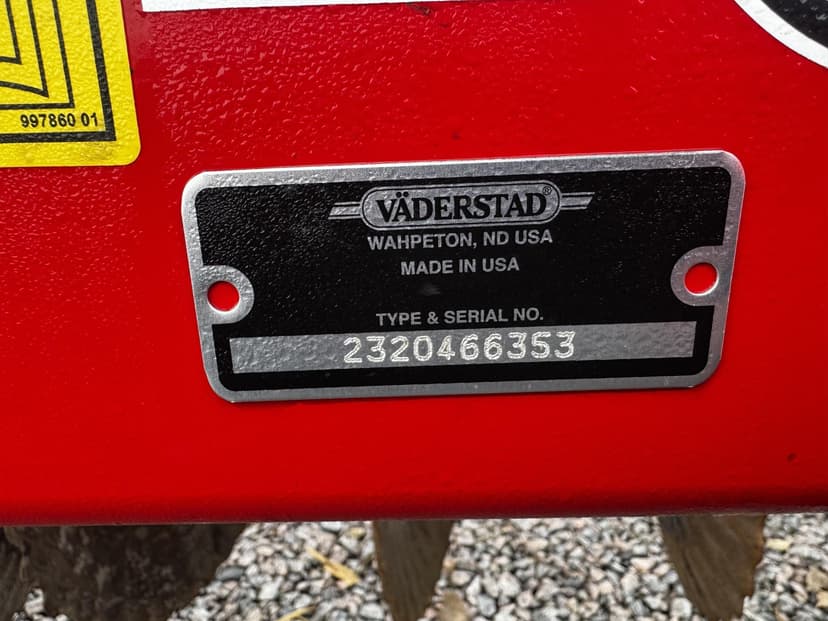 997860 01
VÄDERSTAD®
WAHPETON, ND USA
MADE IN USA
TYPE & SERIAL NO.
2320466353